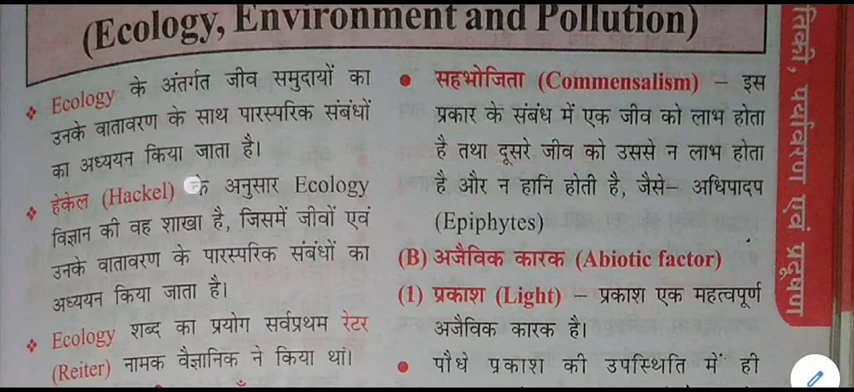 (Ecology, Environment and Pollution)
❖ Ecology के अंतर्गत जीव समुदायों का
उनके वातावरण के साथ पारस्परिक संबंधों
का अध्ययन किया जाता है।
❖ हेकेल (Hackel) के अनुसार Ecology
विज्ञान की वह शाखा है, जिसमें जीवों एवं
उनके वातावरण के पारस्परिक संबंधों का
अध्ययन किया जाता है।
❖ Ecology शब्द का प्रयोग सर्वप्रथम रेटर
(Reiter) नामक वैज्ञानिक ने किया था।
● सहभोजिता (Commensalism) – इस
प्रकार के संबंध में एक जीव को लाभ होता
है तथा दूसरे जीव को उससे न लाभ होता
है और न हानि होती है, जैसे– अधिपादप
(Epiphytes)
(B) अजैविक कारक (Abiotic factor)
(1) प्रकाश (Light) – प्रकाश एक महत्वपूर्ण
अजैविक कारक है।
● पौधे प्रकाश की उपस्थिति में ही
पर्यावरण एवं प्रदूषण